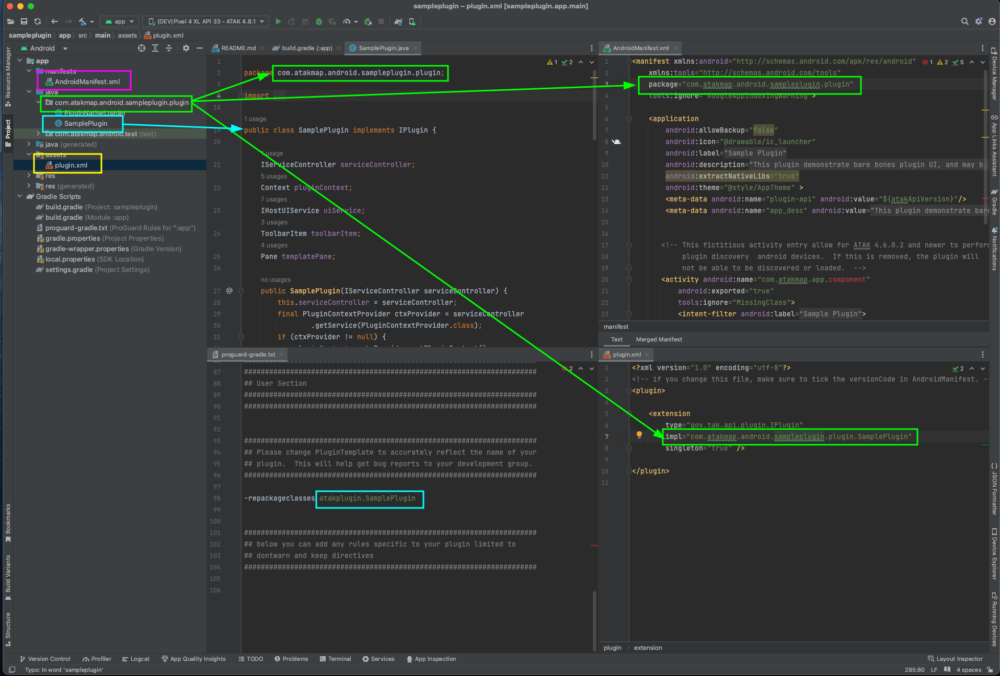 sampleplugin – plugin.xml [sampleplugin.app.main]
app
(DEV)Pixel 4 XL API 33 - ATAK 4.8.1
sampleplugin
app
src
main
assets
plugin.xml
Resource Manager
Project
Bookmarks
Build Variants
Structure
Android
app
manifests
AndroidManifest.xml
java
com.atakmap.android.sampleplugin.plugin
PluginNativeLoader
SamplePlugin
com.atakmap.android.test (test)
java (generated)
assets
plugin.xml
res
res (generated)
Gradle Scripts
build.gradle (Project: sampleplugin)
build.gradle (Module :app)
proguard-gradle.txt (ProGuard Rules for ":app")
gradle.properties (Project Properties)
gradle-wrapper.properties (Gradle Version)
local.properties (SDK Location)
settings.gradle (Project Settings)
README.md
build.gradle (:app)
SamplePlugin.java
1 2
1
2 package com.atakmap.android.sampleplugin.plugin;
3
4 import ...
18
1 usage
19 public class SamplePlugin implements IPlugin {
20
1 usage
21 IServiceController serviceController;
5 usages
22 Context pluginContext;
7 usages
23 IHostUIService uiService;
3 usages
24 ToolbarItem toolbarItem;
4 usages
25 Pane templatePane;
26
no usages
27 @ public SamplePlugin(IServiceController serviceController) {
28 this.serviceController = serviceController;
29 final PluginContextProvider ctxProvider = serviceController
30 .getService(PluginContextProvider.class);
31 if (ctxProvider != null) {
AndroidManifest.xml
1 2 5
1 <manifest xmlns:android="http://schemas.android.com/apk/res/android"
2 xmlns:tools="http://schemas.android.com/tools"
3 package="com.atakmap.android.sampleplugin.plugin"
4 tools:ignore="GoogleAppIndexingWarning">
5
6 <application
7 android:allowBackup="false"
8 android:icon="@drawable/ic_launcher"
9 android:label="Sample Plugin"
10 android:description="This plugin demonstrate bare bones plugin UI, and may b.
11 android:extractNativeLibs="true"
12 android:theme="@style/AppTheme" >
13 <meta-data android:name="plugin-api" android:value="${atakApiVersion}"/>
14 <meta-data android:name="app_desc" android:value="This plugin demonstrate bar
15
16
17 <!-- This fictitious activity entry allow for ATAK 4.6.0.2 and newer to perfor
18 plugin discovery android devices. If this is removed, the plugin will
19 not be able to be discovered or loaded. -->
20 <activity android:name="com.atakmap.app.component"
21 android:exported="true"
22 tools:ignore="MissingClass">
23 <intent-filter android:label="Sample Plugin">
manifest
Text
Merged Manifest
proguard-gradle.txt
2
######################################################################
87 ######################################################################
88 ## User Section
89 ######################################################################
90 ######################################################################
91
92
93 ######################################################################
94 ## Please change PluginTemplate to accurately reflect the name of your
95 ## plugin. This will help get bug reports to your development group.
96 ######################################################################
97
98 -repackageclasses atakplugin.SamplePlugin
99
100
101 ######################################################################
102 ## below you can add any rules specific to your plugin limited to
103 ## dontwarn and keep directives
104 ######################################################################
105
106
plugin.xml
2
1 <?xml version="1.0" encoding="utf-8"?>
2 <!-- if you change this file, make sure to tick the versionCode in AndroidManifest. -
3 <plugin>
4
5 <extension
6 type="gov.tak.api.plugin.IPlugin"
7 impl="com.atakmap.android.sampleplugin.plugin.SamplePlugin"
8 singleton="true" />
9
10 </plugin>
11
plugin
extension
Device Manager
App Links Assistant
Gradle
Notifications
JSON Formatter
Device Explorer
Running Devices
Version Control
Profiler
Logcat
App Quality Insights
TODO
Problems
Terminal
Services
App Inspection
Layout Inspector
Typo: In word 'sampleplugin'
285:80 LF 4 spaces